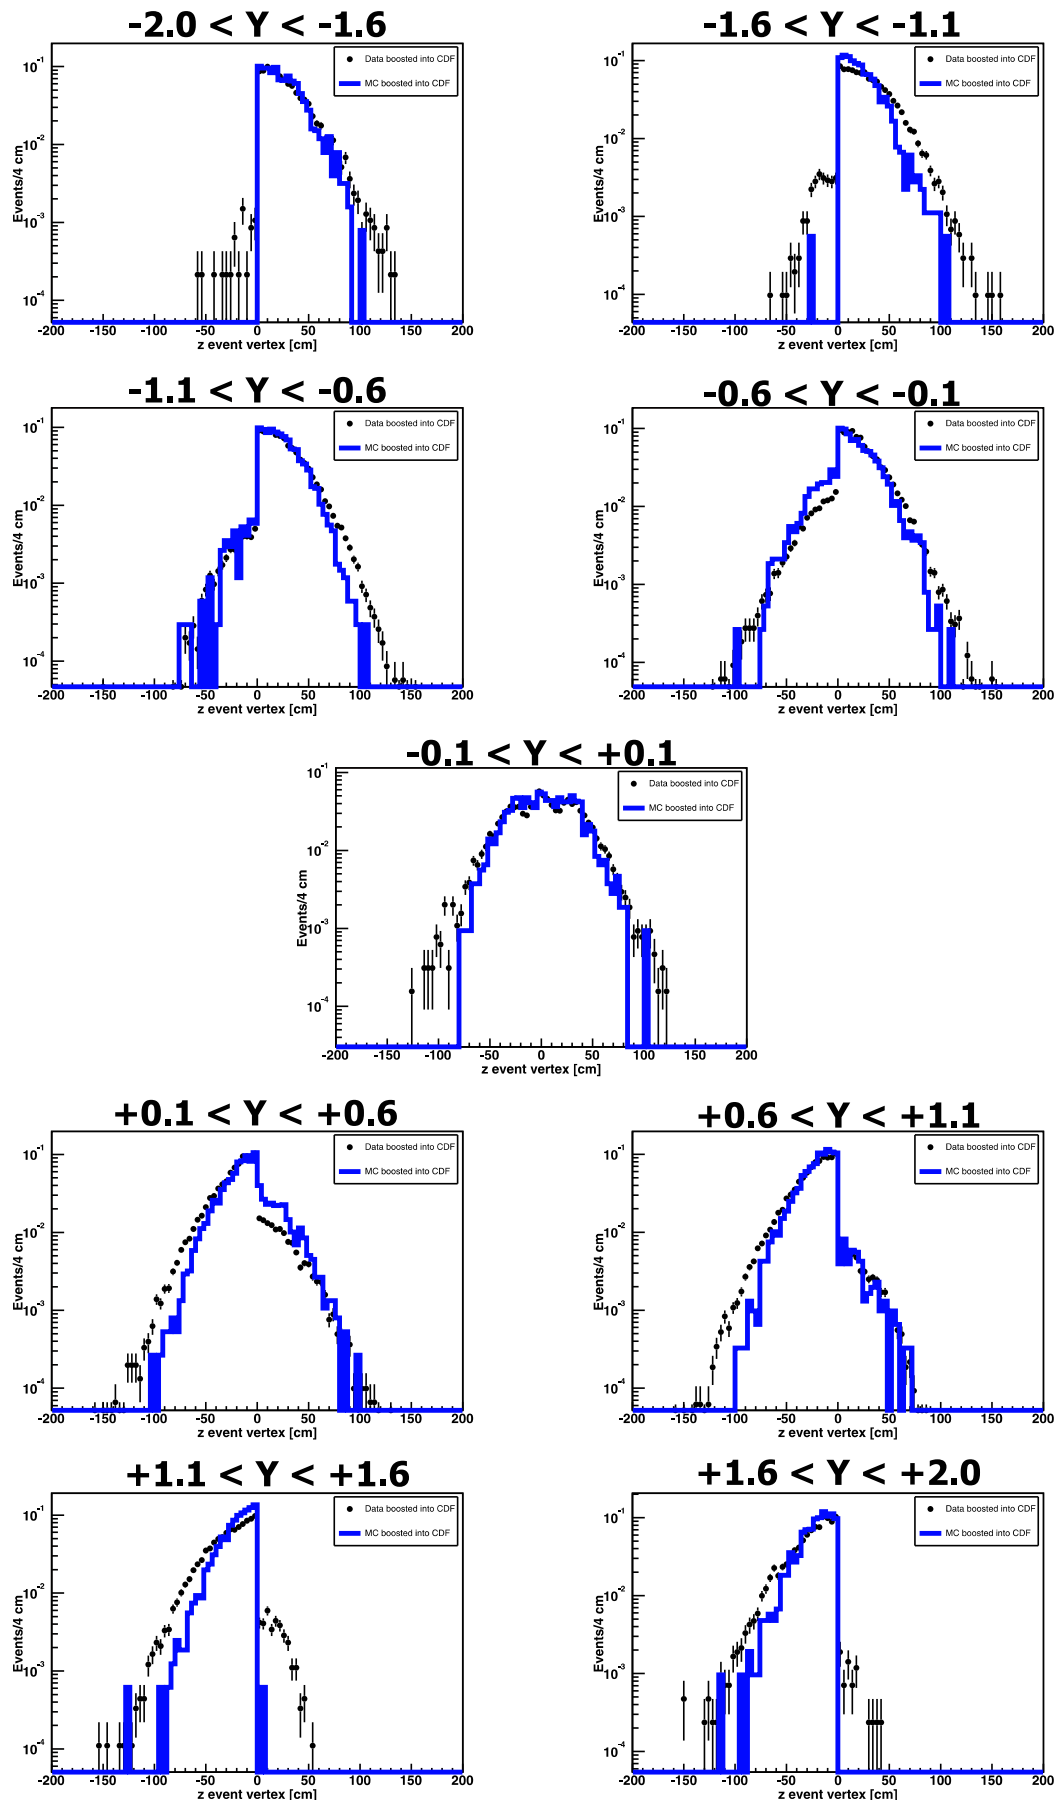 -2.0 < Y < -1.6
Events/4 cm
10-1
10-2
10-3
10-4
Data boosted into CDF
MC boosted into CDF
-200 -150 -100 -50 0 50 100 150 200
z event vertex [cm]
-1.6 < Y < -1.1
Events/4 cm
10-1
10-2
10-3
10-4
Data boosted into CDF
MC boosted into CDF
-200 -150 -100 -50 0 50 100 150 200
z event vertex [cm]
-1.1 < Y < -0.6
Events/4 cm
10-1
10-2
10-3
10-4
Data boosted into CDF
MC boosted into CDF
-200 -150 -100 -50 0 50 100 150 200
z event vertex [cm]
-0.6 < Y < -0.1
Events/4 cm
10-1
10-2
10-3
10-4
Data boosted into CDF
MC boosted into CDF
-200 -150 -100 -50 0 50 100 150 200
z event vertex [cm]
-0.1 < Y < +0.1
Events/4 cm
10-1
10-2
10-3
10-4
Data boosted into CDF
MC boosted into CDF
-200 -150 -100 -50 0 50 100 150 200
z event vertex [cm]
+0.1 < Y < +0.6
Events/4 cm
10-1
10-2
10-3
10-4
Data boosted into CDF
MC boosted into CDF
-200 -150 -100 -50 0 50 100 150 200
z event vertex [cm]
+0.6 < Y < +1.1
Events/4 cm
10-1
10-2
10-3
10-4
Data boosted into CDF
MC boosted into CDF
-200 -150 -100 -50 0 50 100 150 200
z event vertex [cm]
+1.1 < Y < +1.6
Events/4 cm
10-1
10-2
10-3
10-4
Data boosted into CDF
MC boosted into CDF
-200 -150 -100 -50 0 50 100 150 200
z event vertex [cm]
+1.6 < Y < +2.0
Events/4 cm
10-1
10-2
10-3
10-4
Data boosted into CDF
MC boosted into CDF
-200 -150 -100 -50 0 50 100 150 200
z event vertex [cm]